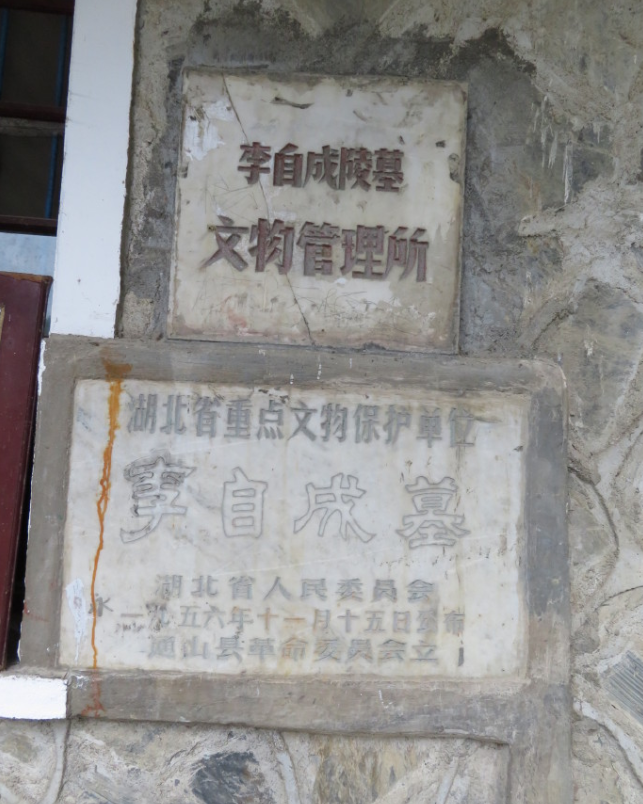 李自成陵墓
文物管理所
湖北省重点文物保护单位
李自成墓
湖北省人民委员会
一九五六年十一月十五日公布
通山县革命委员会立